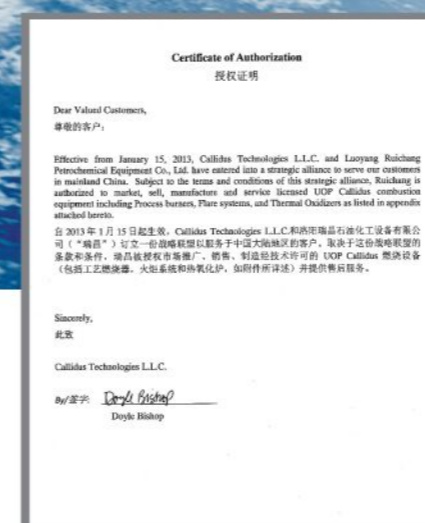 Certificate of Authorization
授权证明
Dear Valued Customers,
尊敬的客户:
Effective from January 15, 2013, Callidus Technologies L.L.C. and Luoyang Ruichang
Petrochemical Equipment Co., Ltd. have entered into a strategic alliance to serve our customers
in mainland China. Subject to the terms and conditions of this strategic alliance, Ruichang is
authorized to market, sell, manufacture and service licensed UOP Callidus combustion
equipment including Process burners, Flare systems, and Thermal Oxidizers as listed in appendix
attached hereto.
自 2013 年 1 月 15 日起生效，Callidus Technologies L.L.C.和洛阳瑞昌石油化工设备有限公
司（“瑞昌”）订立一份战略联盟以服务于中国大陆地区的客户。取决于这份战略联盟的
条款和条件，瑞昌被授权市场推广、销售、制造经技术许可的 UOP Callidus 燃烧设备
（包括工艺燃烧器、火炬系统和热氧化炉，如附件所详述）并提供售后服务。
Sincerely,
此致
Callidus Technologies L.L.C.
By/签字: Doyle Bishop
Doyle Bishop